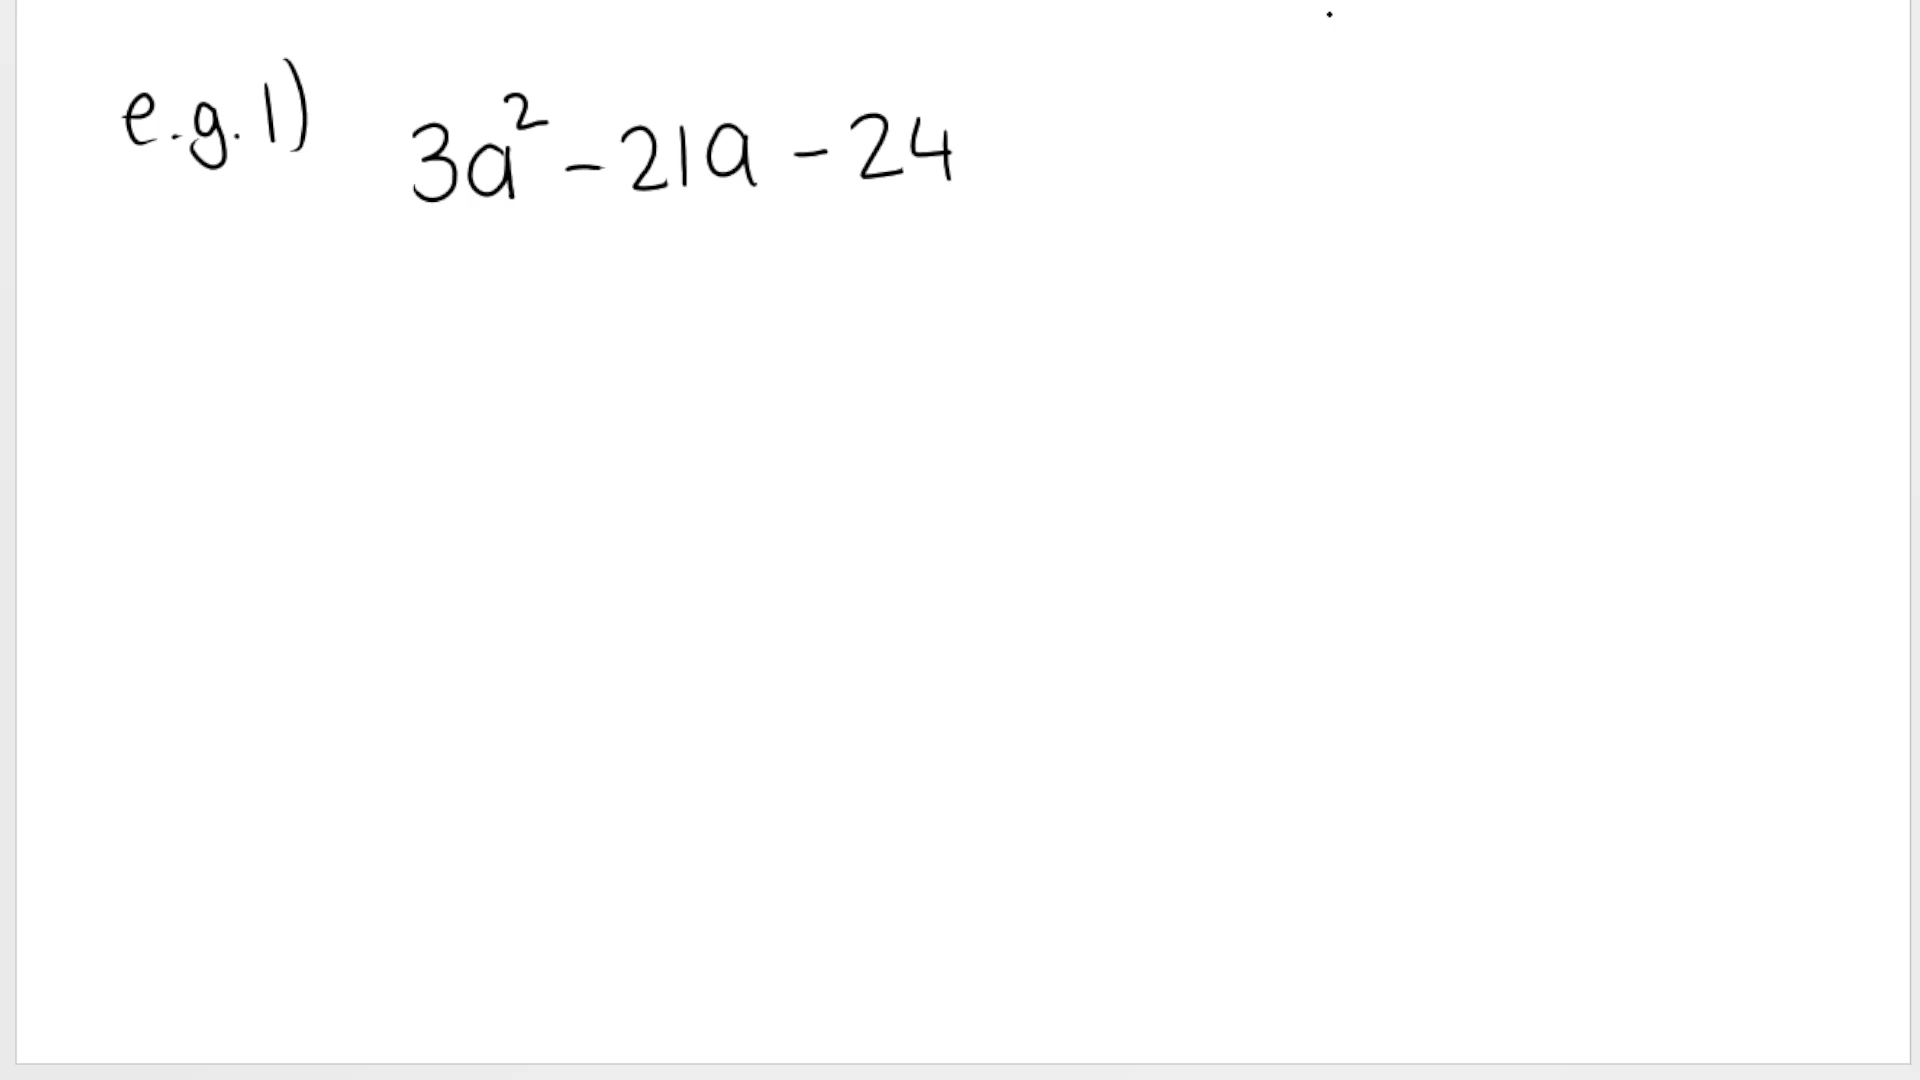 e.g. 1) 3a² - 21a - 24